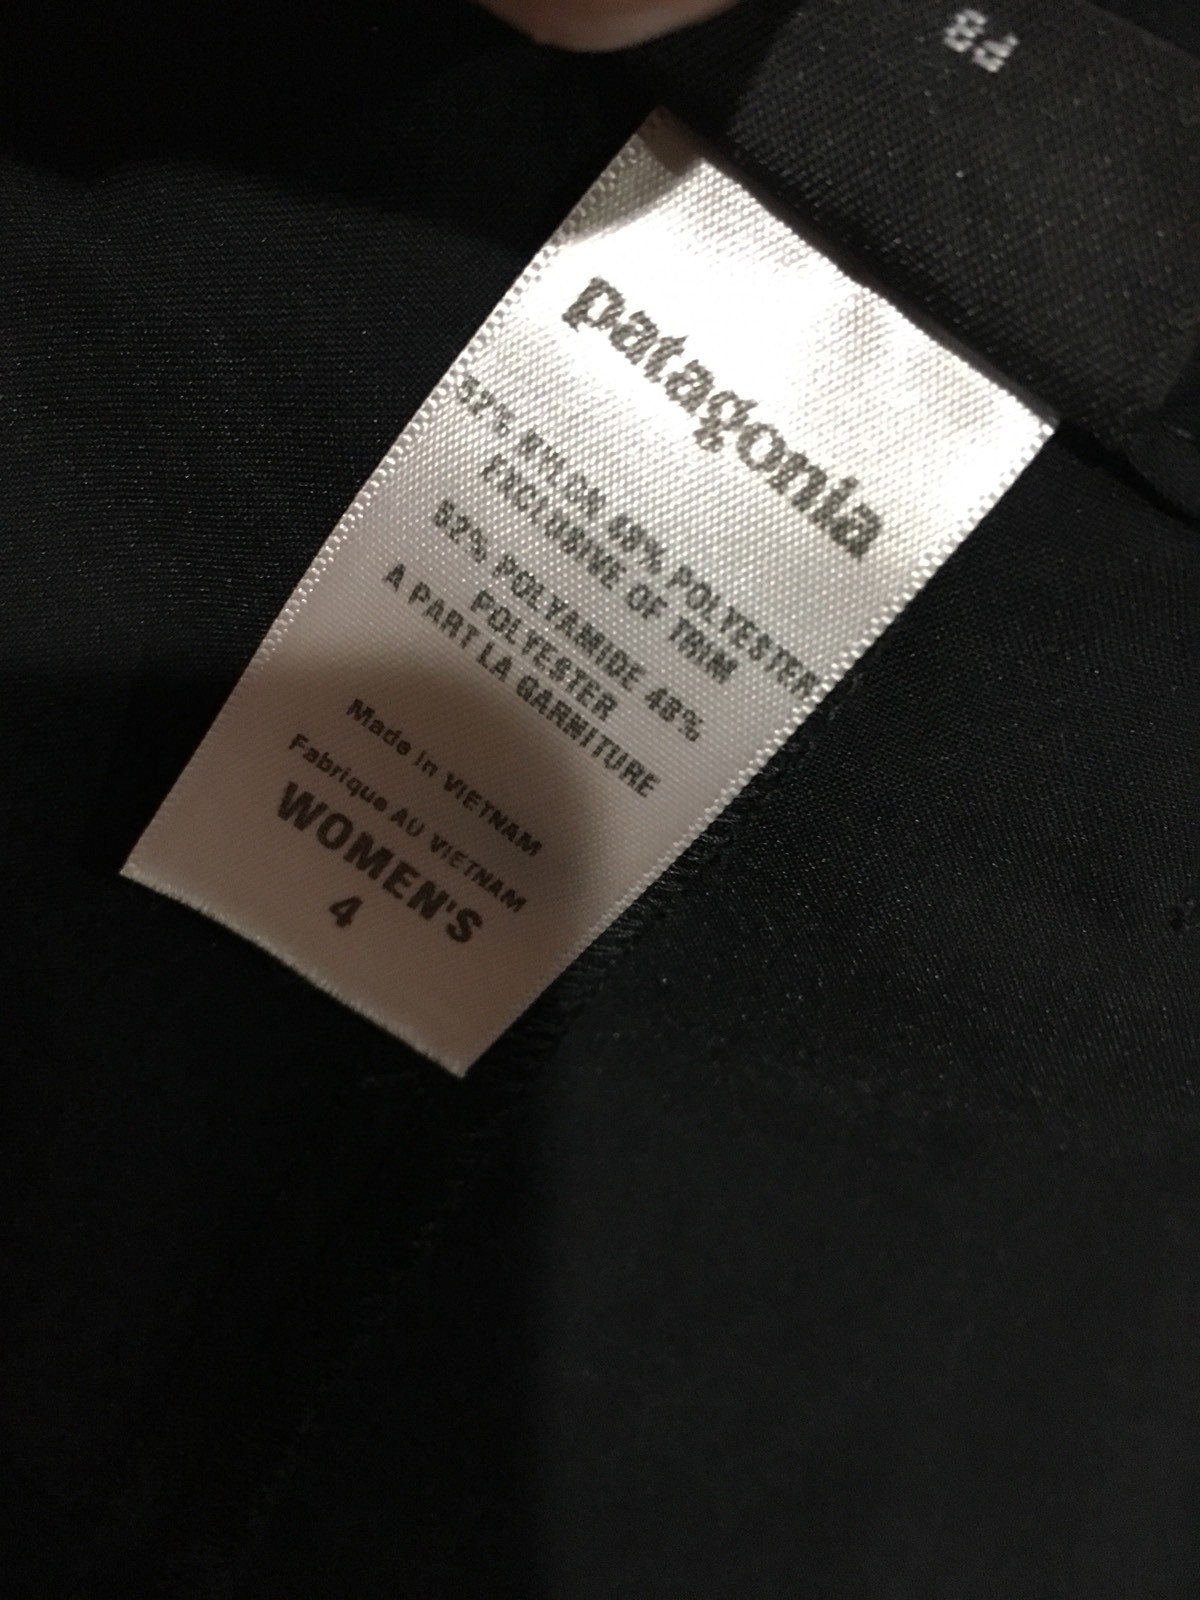 patagonia
52% NYLON 48% POLYESTER
EXCLUSIVE OF TRIM
52% POLYAMIDE 48%
POLYESTER
A PART LA GARNITURE
Made in VIETNAM
Fabrique AU VIETNAM
WOMEN'S
4